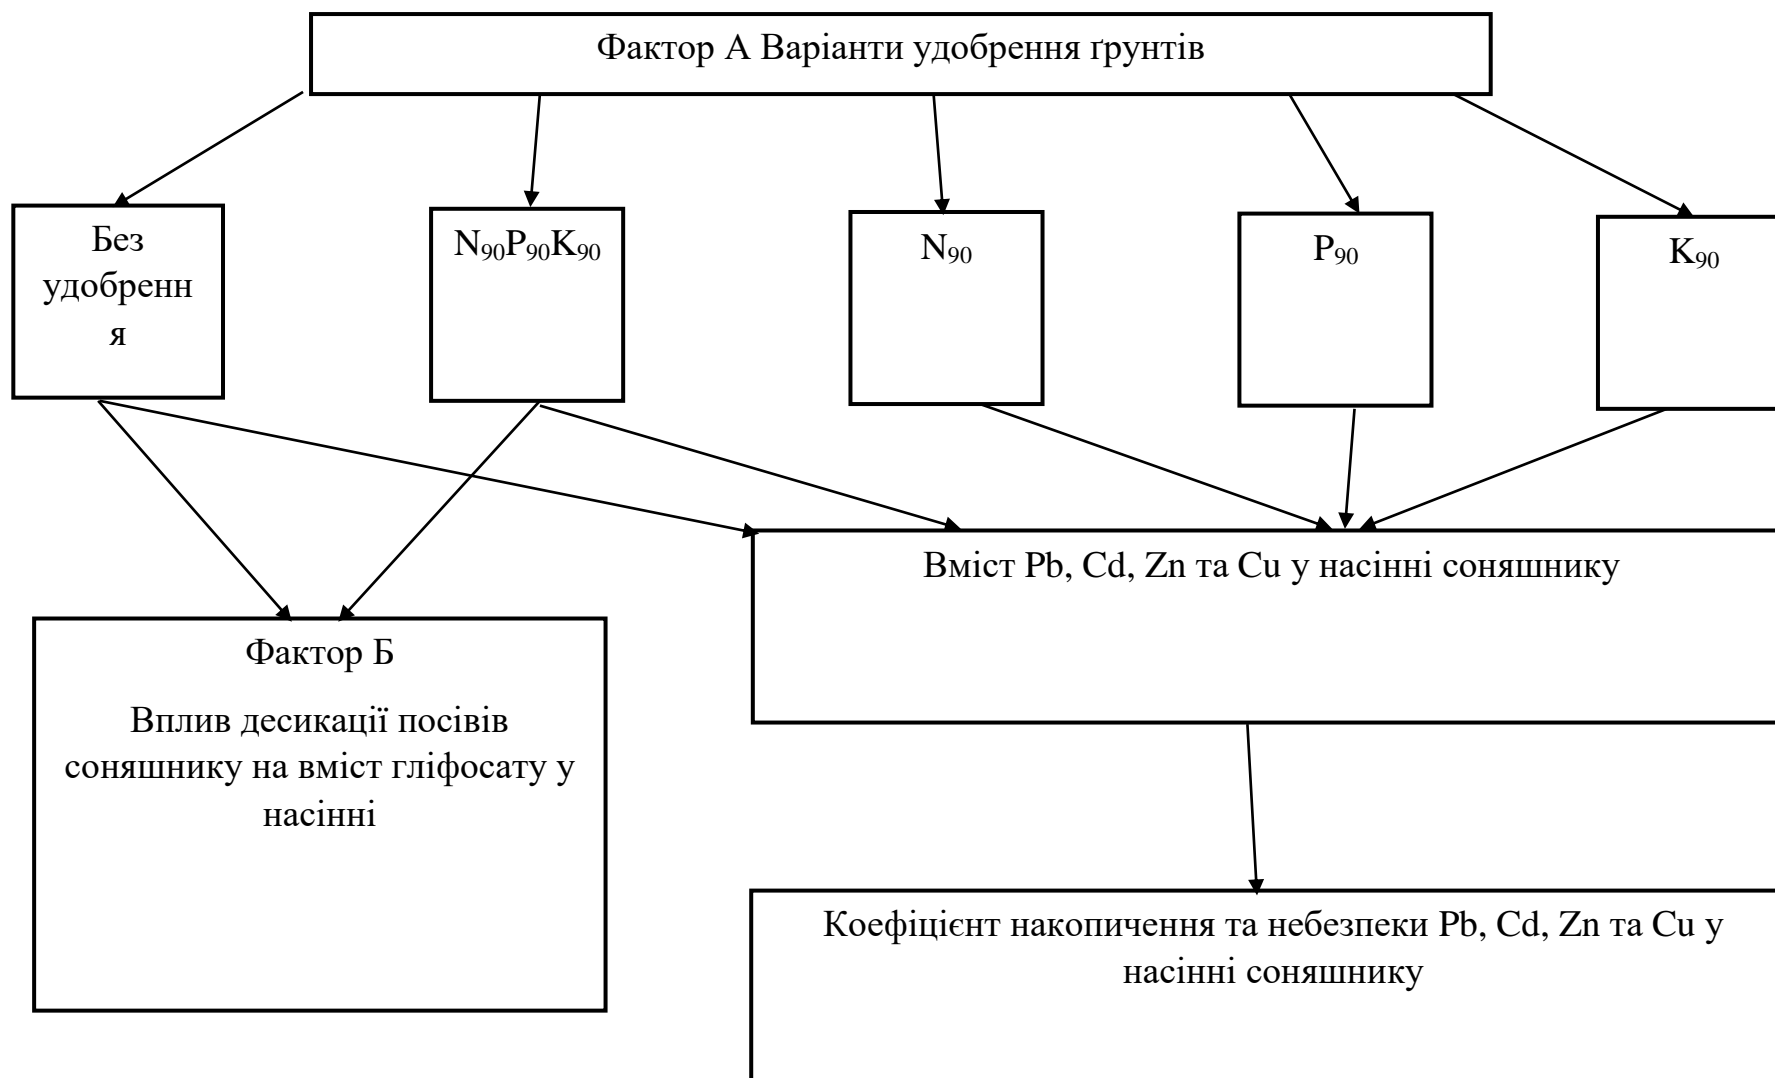 Фактор А Варіанти удобрення ґрунтів
Без
удобренн
я
N₉₀P₉₀K₉₀
N₉₀
P₉₀
K₉₀
Вміст Pb, Cd, Zn та Cu у насінні соняшнику
Фактор Б
Вплив десикації посівів
соняшнику на вміст гліфосату у
насінні
Коефіцієнт накопичення та небезпеки Pb, Cd, Zn та Cu у
насінні соняшнику